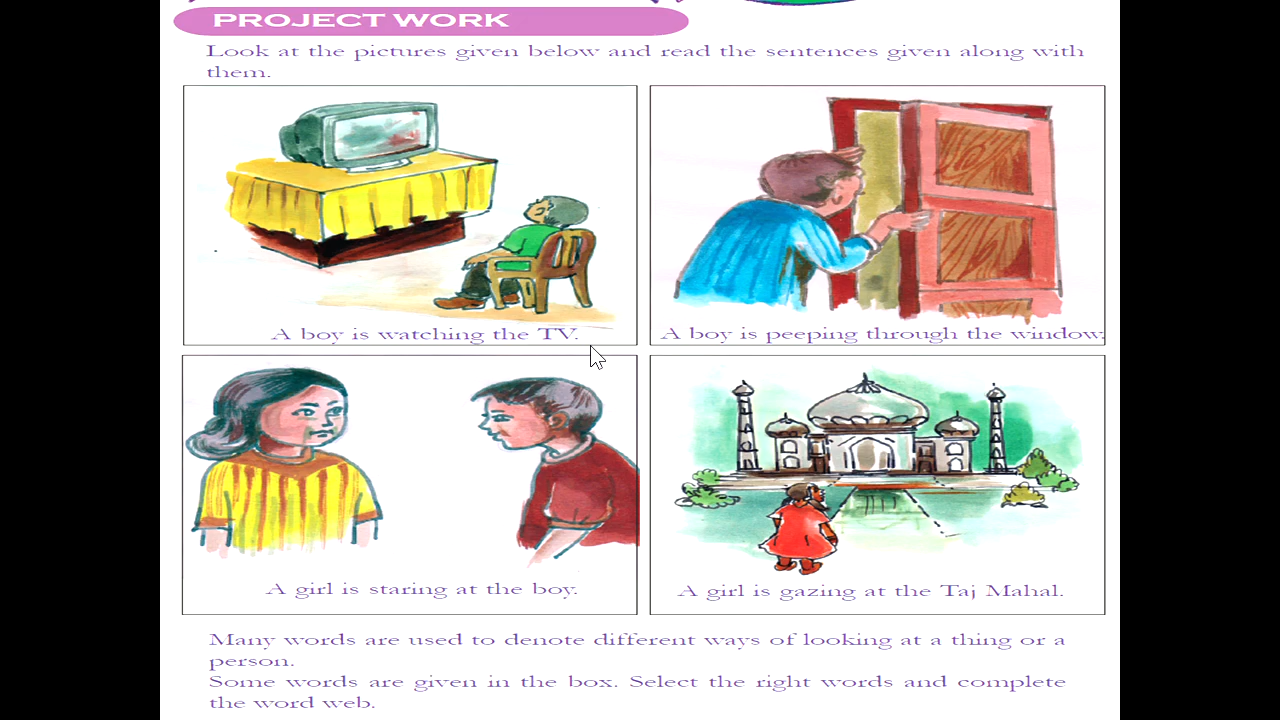 PROJECT WORK
Look at the pictures given below and read the sentences given along with
them.
A boy is watching the TV.
A boy is peeping through the window.
A girl is staring at the boy.
A girl is gazing at the Taj Mahal.
Many words are used to denote different ways of looking at a thing or a
person.
Some words are given in the box. Select the right words and complete
the word web.